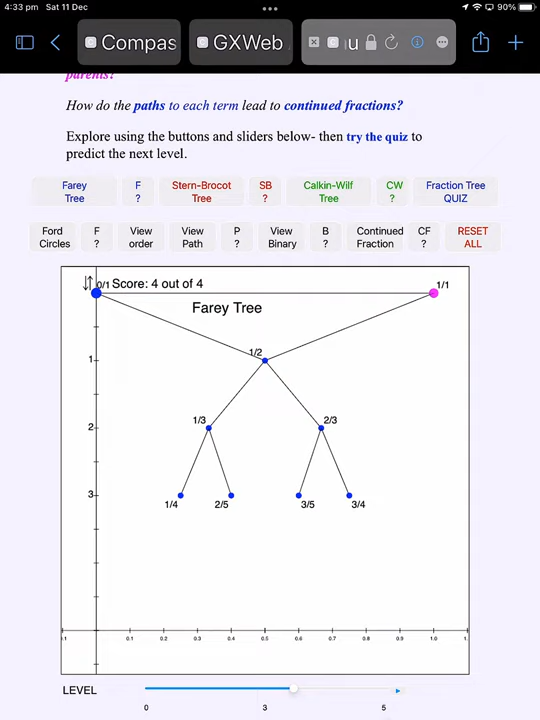 4:33 pm Sat 11 Dec
90%
Compas
GXWeb
u
parents?
How do the paths to each term lead to continued fractions?
Explore using the buttons and sliders below- then try the quiz to
predict the next level.
Farey Tree
F ?
Stern-Brocot Tree
SB ?
Calkin-Wilf Tree
CW ?
Fraction Tree QUIZ
Ford Circles
F ?
View order
View Path
P ?
View Binary
B ?
Continued Fraction
CF ?
RESET ALL
0/1 Score: 4 out of 4
1/1
Farey Tree
1/2
1
1/3
2/3
2
3
1/4
2/5
3/5
3/4
0.1 0.2 0.3 0.4 0.5 0.6 0.7 0.8 0.9 1.0
LEVEL
0
3
5